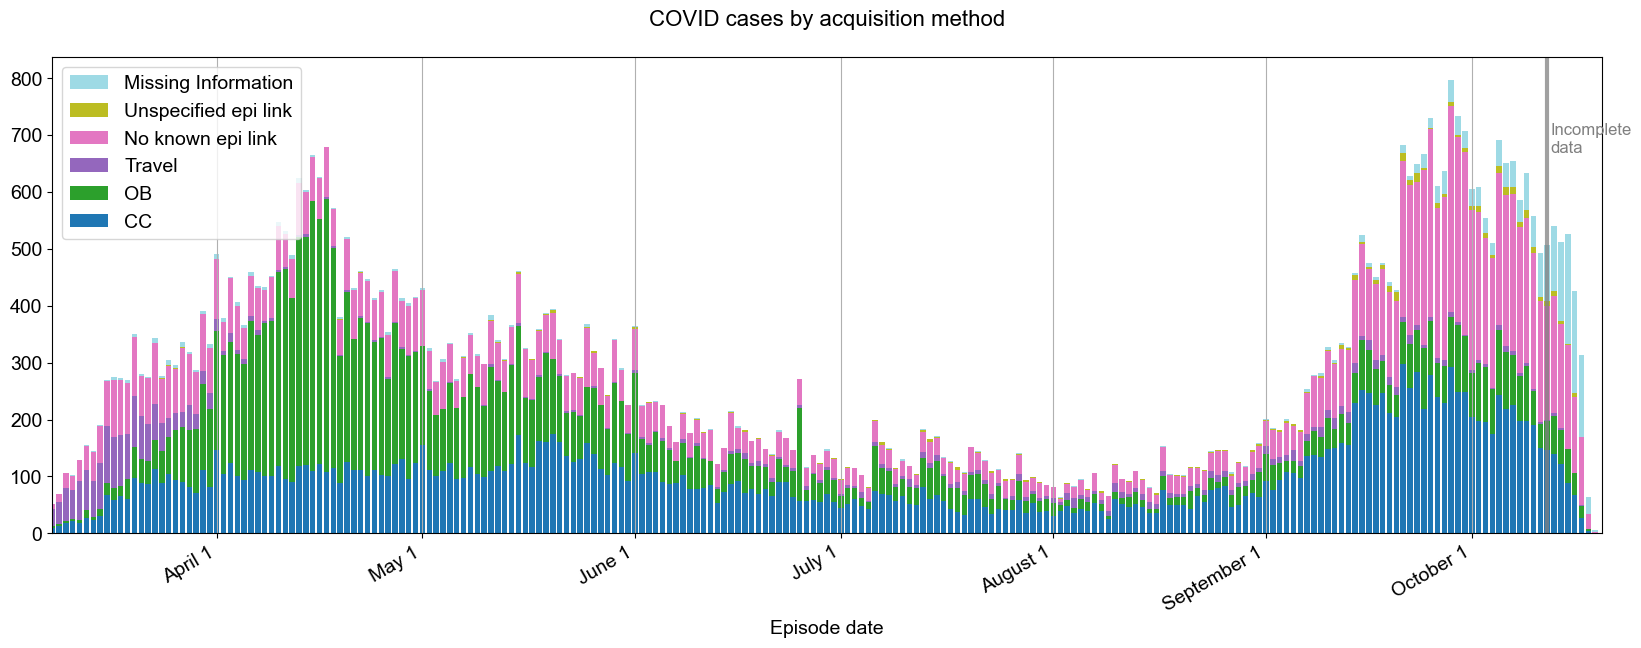 COVID cases by acquisition method
800
700
600
500
400
300
200
100
0
Missing Information
Unspecified epi link
No known epi link
Travel
OB
CC
Incomplete
data
April 1
May 1
June 1
July 1
August 1
September 1
October 1
Episode date